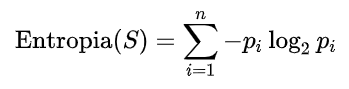 Entropia(S) = \sum_{i=1}^{n} -p_i \log_2 p_i